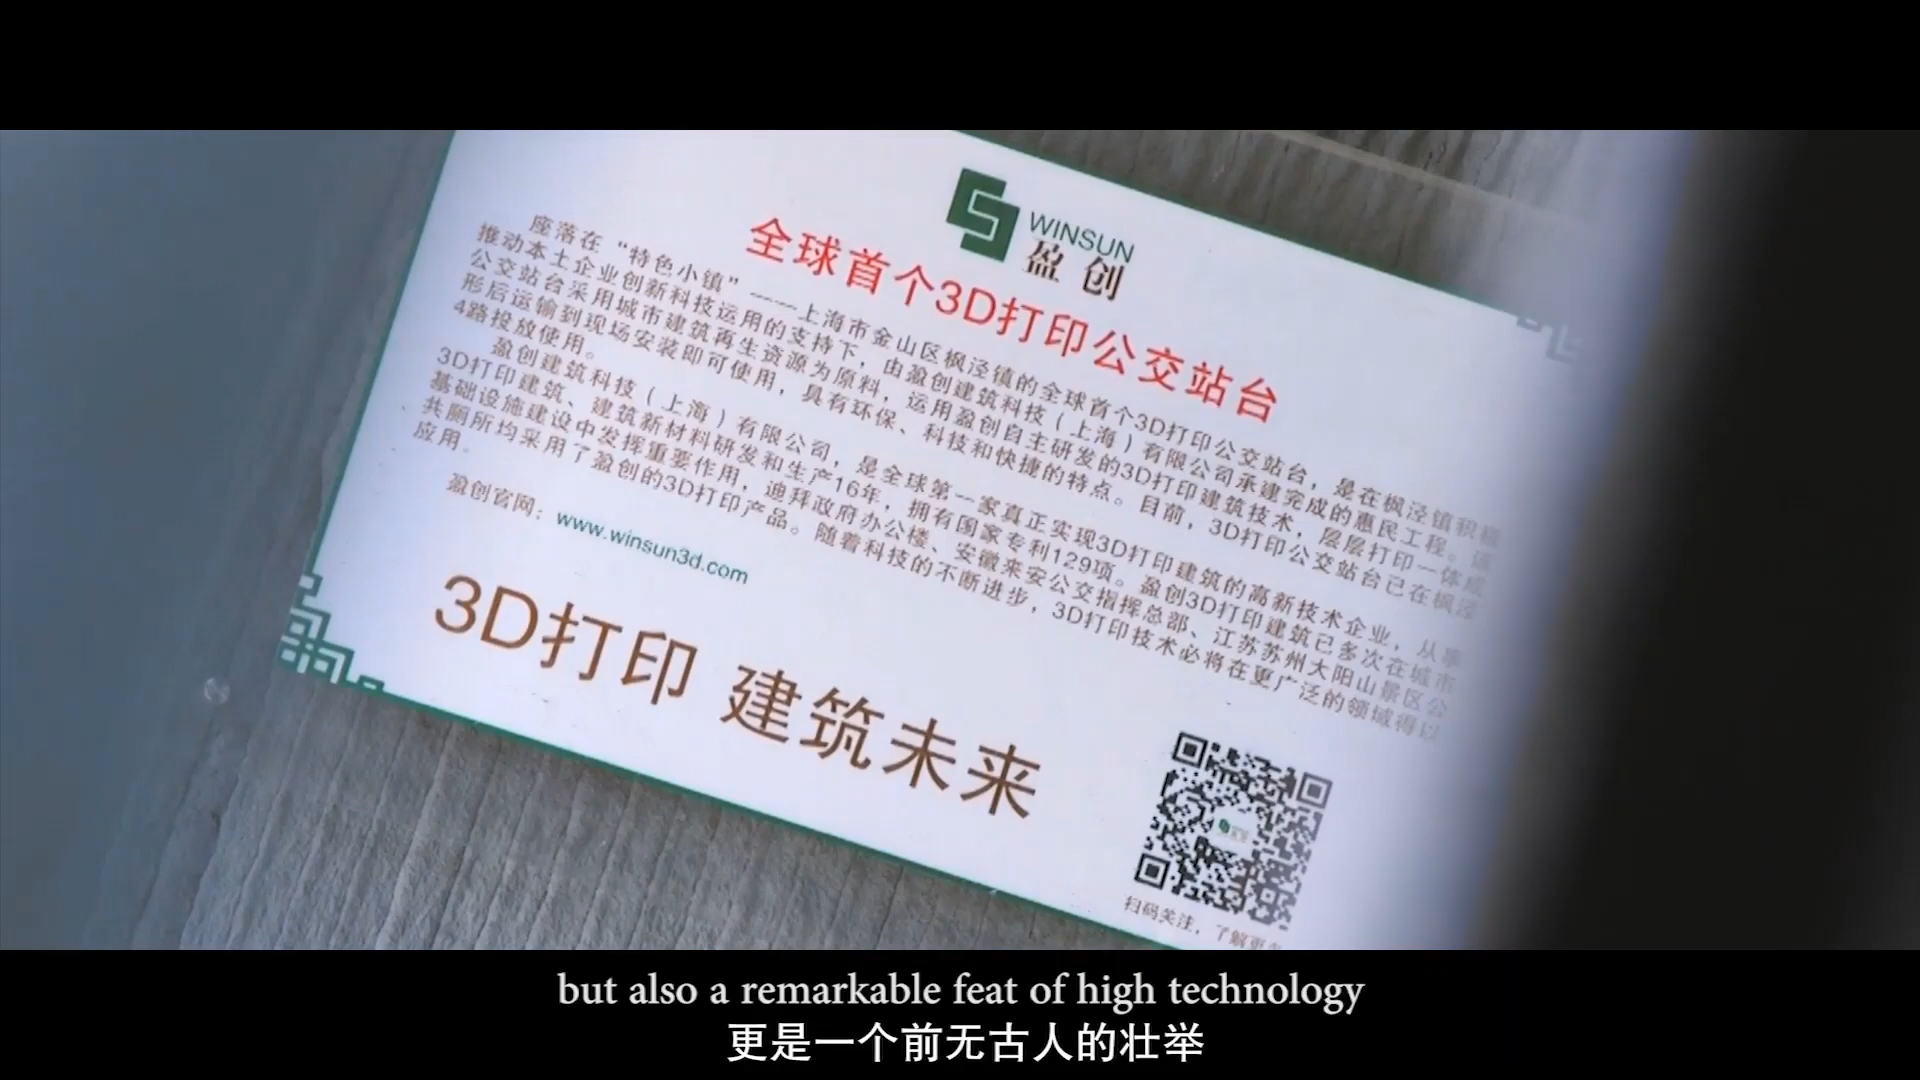 WINSUN
盈创
全球首个3D打印公交站台
座落在“特色小镇”——上海市金山区枫泾镇的全球首个3D打印公交站台，是在枫泾镇积极
推动本土企业创新科技运用的支持下，由盈创建筑科技（上海）有限公司承建完成的惠民工程。该
公交站台采用城市建筑再生资源为原料，运用盈创自主研发的3D打印建筑技术，层层打印一体成
形后运输到现场安装即可使用，具有环保、科技和快捷的特点。目前，3D打印公交站台已在枫泾
4路投放使用。
盈创建筑科技（上海）有限公司，是全球第一家真正实现3D打印建筑的高新技术企业，从事
3D打印建筑、建筑新材料研发和生产16年，拥有国家专利129项。盈创3D打印建筑已多次在城市
基础设施建设中发挥重要作用，迪拜政府办公楼、安徽来安公交指挥总部、江苏苏州大阳山景区公
共厕所均采用了盈创的3D打印产品。随着科技的不断进步，3D打印技术必将在更广泛的领域得以
应用。
盈创官网：www.winsun3d.com
3D打印 建筑未来
扫码关注，了解更多
but also a remarkable feat of high technology
更是一个前无古人的壮举